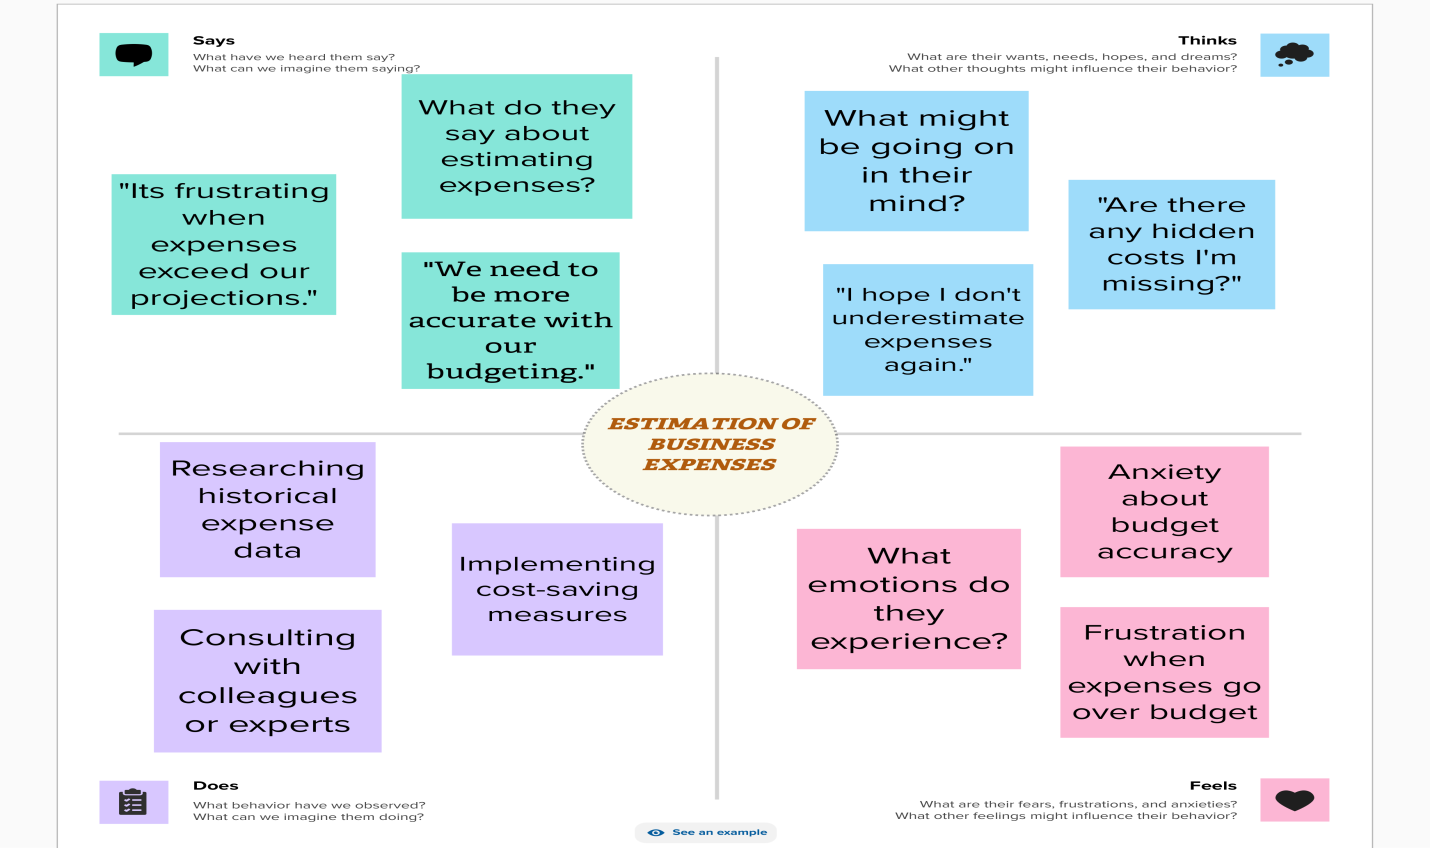 Says
What have we heard them say?
What can we imagine them saying?
What do they
say about
estimating
expenses?
"Its frustrating
when
expenses
exceed our
projections."
"We need to
be more
accurate with
our
budgeting."
Thinks
What are their wants, needs, hopes, and dreams?
What other thoughts might influence their behavior?
What might
be going on
in their
mind?
"Are there
any hidden
costs I'm
missing?"
"I hope I don't
underestimate
expenses
again."
ESTIMATION OF
BUSINESS
EXPENSES
Researching
historical
expense
data
Implementing
cost-saving
measures
Consulting
with
colleagues
or experts
Does
What behavior have we observed?
What can we imagine them doing?
What
emotions do
they
experience?
Anxiety
about
budget
accuracy
Frustration
when
expenses go
over budget
Feels
What are their fears, frustrations, and anxieties?
What other feelings might influence their behavior?
See an example